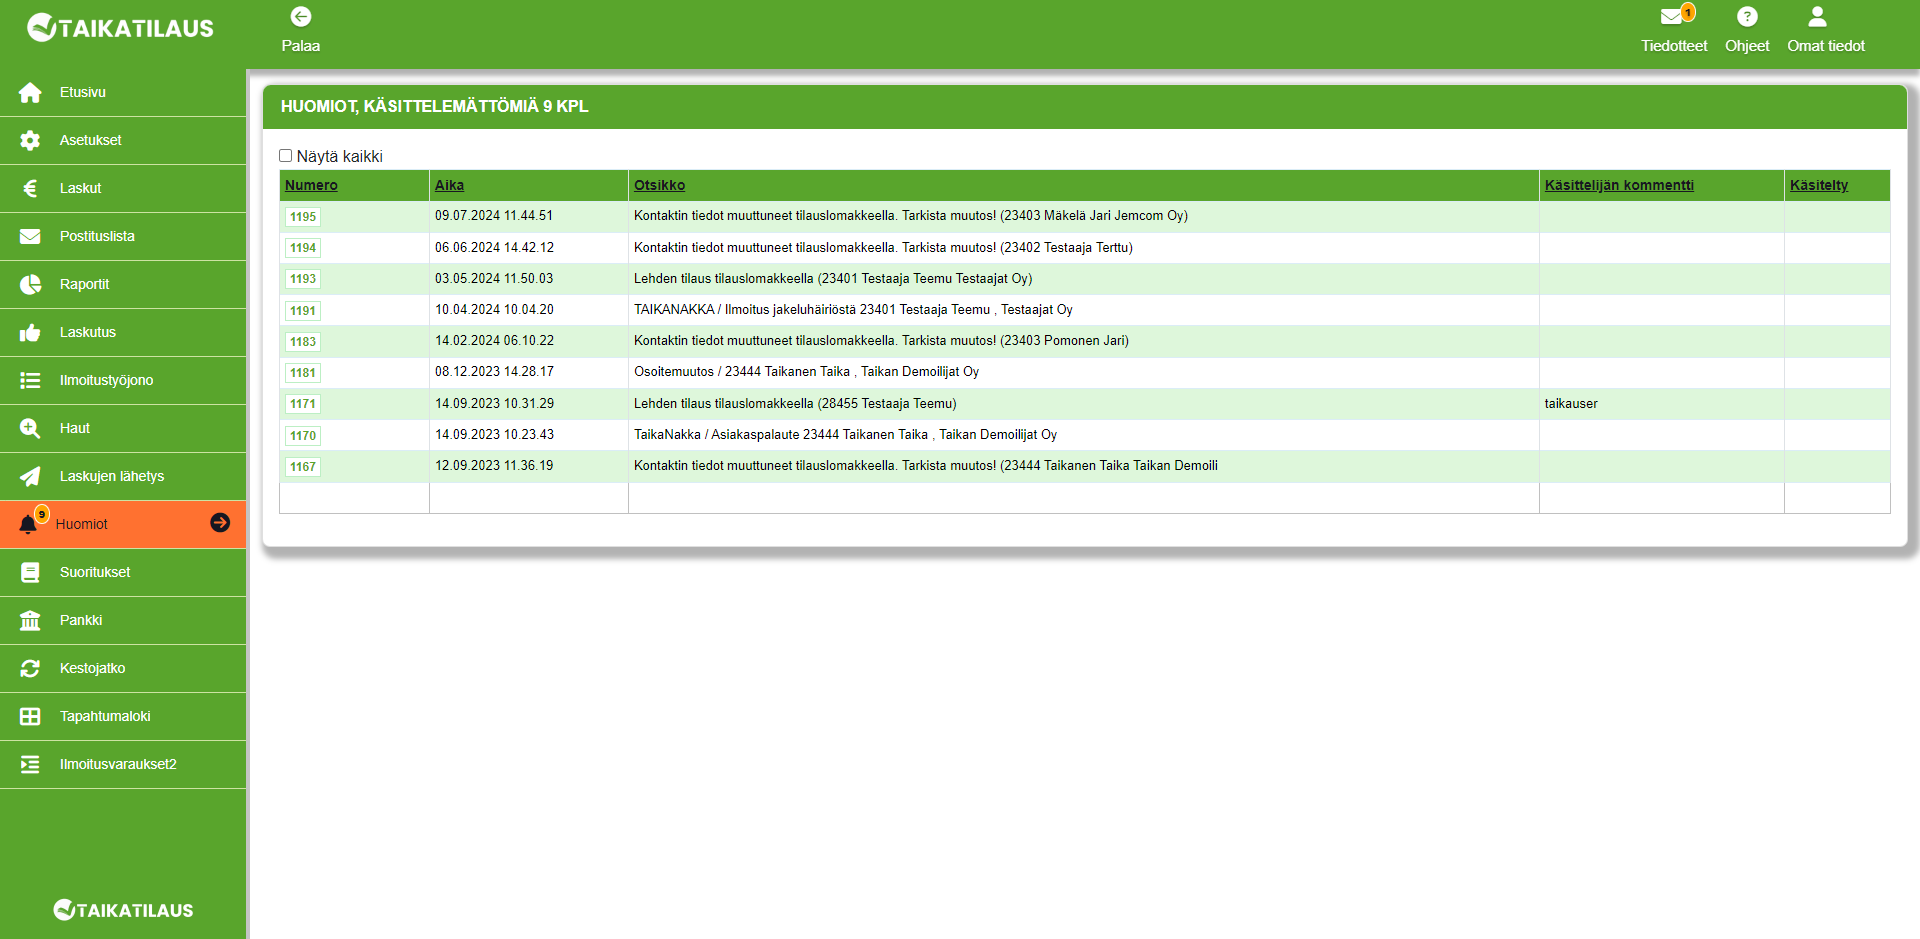 TAIKATILAUS
Palaa
1
Tiedotteet
Ohjeet
Omat tiedot
Etusivu
Asetukset
Laskut
Postituslista
Raportit
Laskutus
Ilmoitustyöjono
Haut
Laskujen lähetys
9
Huomiot
Suoritukset
Pankki
Kestojatko
Tapahtumaloki
Ilmoitusvaraukset2
TAIKATILAUS
HUOMIOT, KÄSITTELEMÄTTÖMIÄ 9 KPL
Näytä kaikki
Numero Aika Otsikko Käsittelijän kommentti Käsitelty
1195 09.07.2024 11.44.51 Kontaktin tiedot muuttuneet tilauslomakkeella. Tarkista muutos! (23403 Mäkelä Jari Jemcom Oy)
1194 06.06.2024 14.42.12 Kontaktin tiedot muuttuneet tilauslomakkeella. Tarkista muutos! (23402 Testaaja Terttu)
1193 03.05.2024 11.50.03 Lehden tilaus tilauslomakkeella (23401 Testaaja Teemu Testaajat Oy)
1191 10.04.2024 10.04.20 TAIKANAKKA / Ilmoitus jakeluhäiriöstä 23401 Testaaja Teemu , Testaajat Oy
1183 14.02.2024 06.10.22 Kontaktin tiedot muuttuneet tilauslomakkeella. Tarkista muutos! (23403 Pomonen Jari)
1181 08.12.2023 14.28.17 Osoitemuutos / 23444 Taikanen Taika , Taikan Demoilijat Oy
1171 14.09.2023 10.31.29 Lehden tilaus tilauslomakkeella (28455 Testaaja Teemu) taikauser
1170 14.09.2023 10.23.43 TaikaNakka / Asiakaspalaute 23444 Taikanen Taika , Taikan Demoilijat Oy
1167 12.09.2023 11.36.19 Kontaktin tiedot muuttuneet tilauslomakkeella. Tarkista muutos! (23444 Taikanen Taika Taikan Demoili